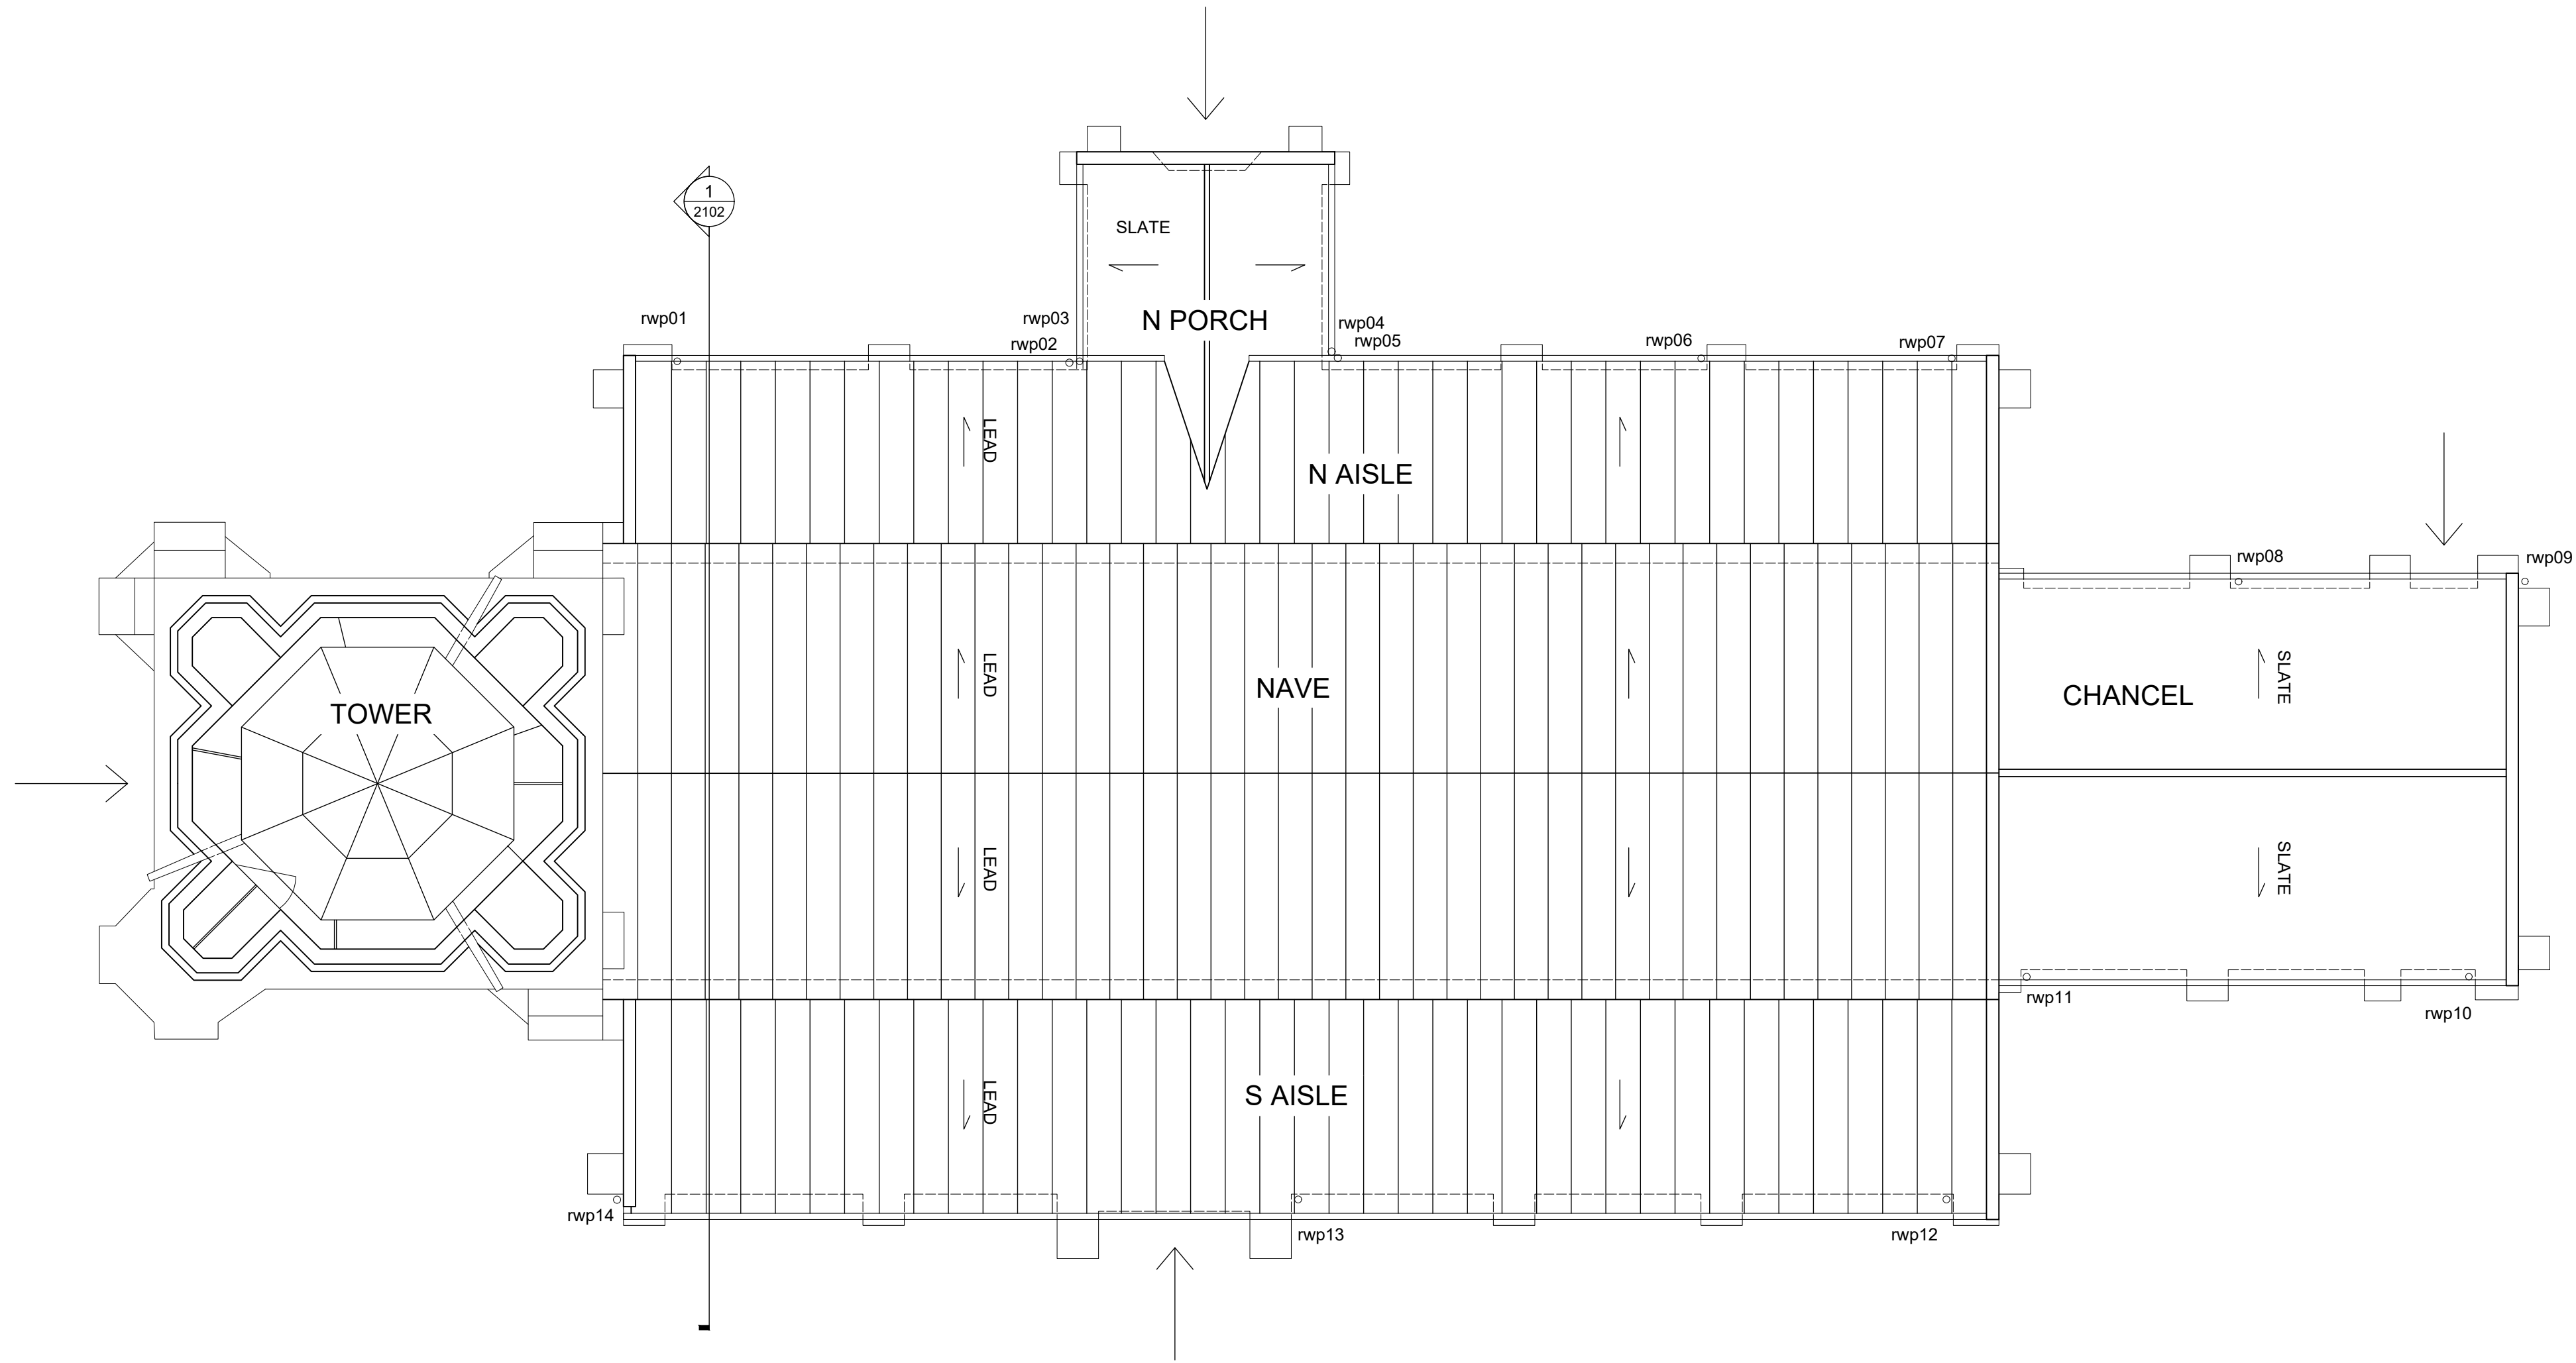 1
2102
SLATE
rwp01
rwp03
N PORCH
rwp04
rwp02
rwp05
rwp06
rwp07
LEAD
N AISLE
rwp08
rwp09
LEAD
NAVE
SLATE
CHANCEL
TOWER
LEAD
SLATE
rwp11
rwp10
LEAD
S AISLE
rwp14
rwp13
rwp12